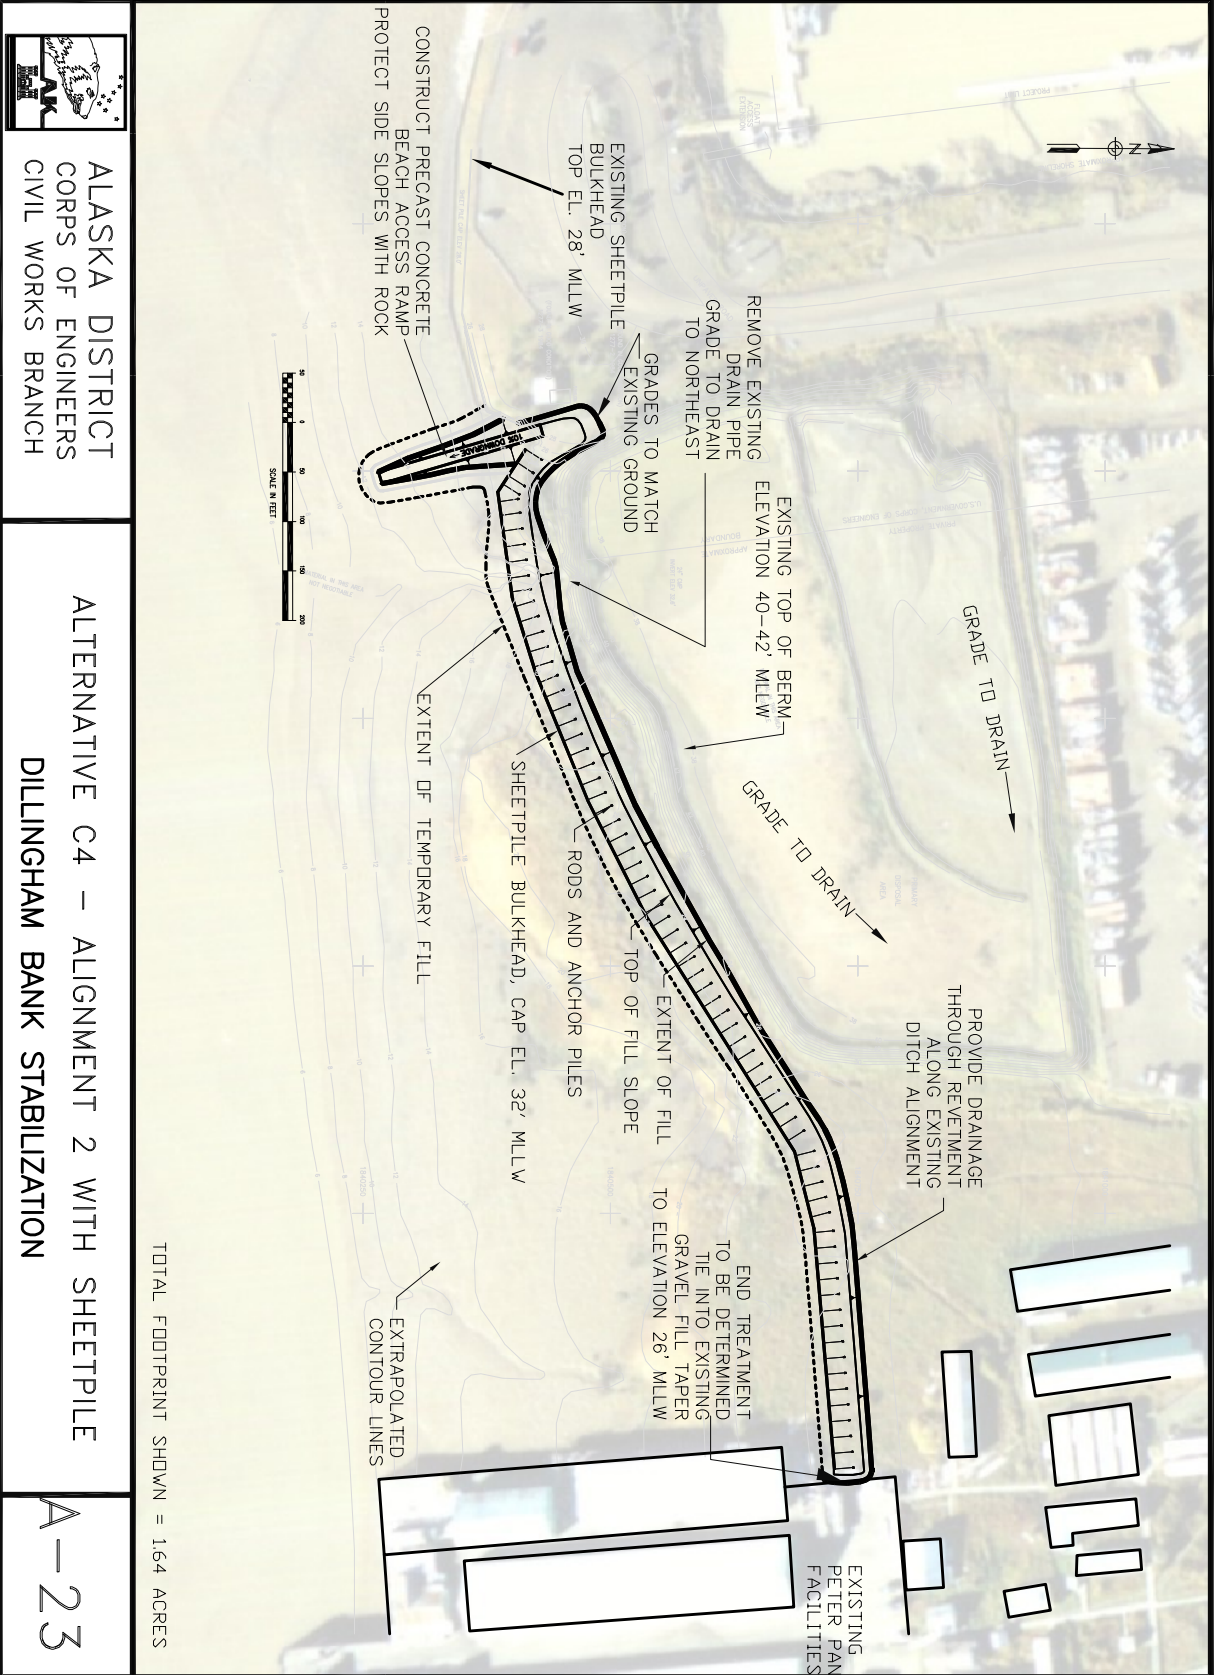 CONSTRUCT PRECAST CONCRETE
BEACH ACCESS RAMP
PROTECT SIDE SLOPES WITH ROCK
EXISTING SHEETPILE
BULKHEAD
TOP EL. 28' MLLW
GRADES TO MATCH
EXISTING GROUND
REMOVE EXISTING
DRAIN PIPE
GRADE TO DRAIN
TO NORTHEAST
EXISTING TOP OF BERM
ELEVATION 40-42' MLLW
GRADE TO DRAIN
GRADE TO DRAIN
PROVIDE DRAINAGE
THROUGH REVETMENT
ALONG EXISTING
DITCH ALIGNMENT
N
10% DOWNGRADE
EXTENT OF TEMPORARY FILL
SHEETPILE BULKHEAD, CAP EL. 32' MLLW
RODS AND ANCHOR PILES
TOP OF FILL SLOPE
EXTENT OF FILL
END TREATMENT
TO BE DETERMINED
TIE INTO EXISTING
GRAVEL FILL TAPER
TO ELEVATION 26' MLLW
EXTRAPOLATED
CONTOUR LINES
EXISTING
PETER PAN
FACILITIES
50 0 50 100 150 200
SCALE IN FEET
TOTAL FOOTPRINT SHOWN = 1.64 ACRES
AK
ALASKA DISTRICT
CORPS OF ENGINEERS
CIVIL WORKS BRANCH
ALTERNATIVE C4 - ALIGNMENT 2 WITH SHEETPILE
DILLINGHAM BANK STABILIZATION
A-23